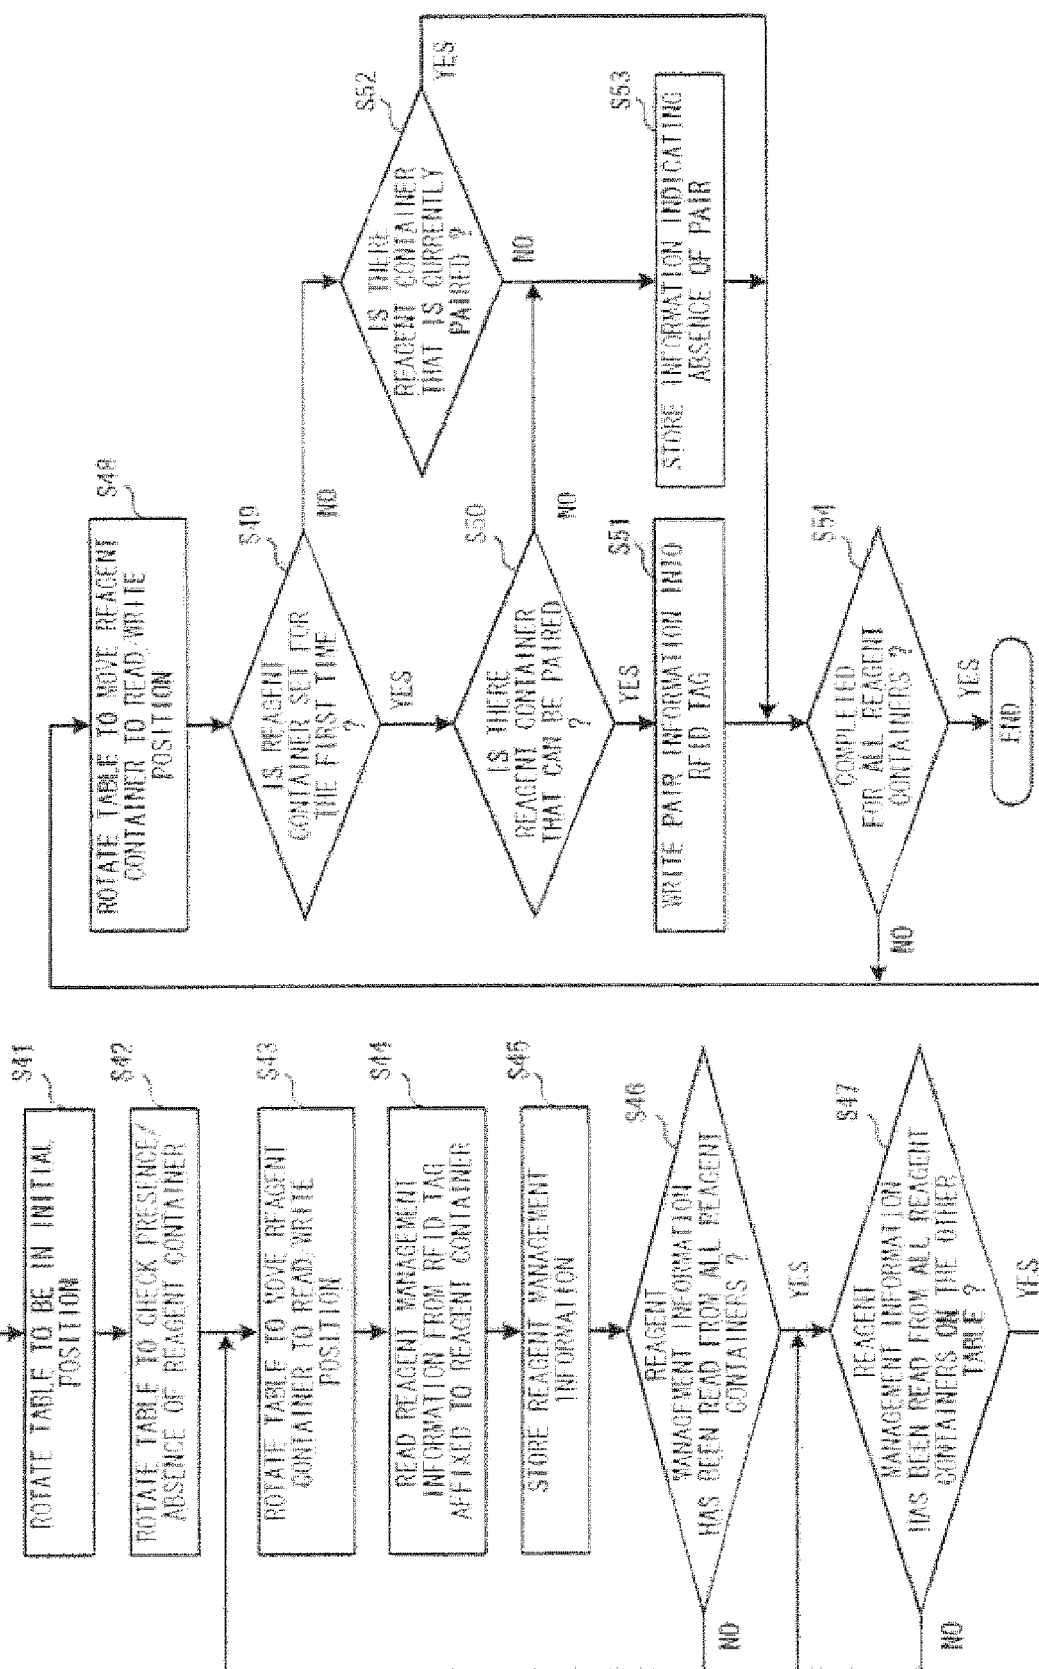 S41
ROTATE TABLE TO BE IN INITIAL
POSITION
S42
ROTATE TABLE TO CHECK PRESENCE/
ABSENCE OF REAGENT CONTAINER
S43
ROTATE TABLE TO MOVE REAGENT
CONTAINER TO READ/WRITE
POSITION
S44
READ REAGENT MANAGEMENT
INFORMATION FROM RFID TAG
AFFIXED TO REAGENT CONTAINER
S45
STORE REAGENT MANAGEMENT
INFORMATION
S46
REAGENT
MANAGEMENT INFORMATION
HAS BEEN READ FROM ALL REAGENT
CONTAINERS ?
NO
YES
S47
REAGENT
MANAGEMENT INFORMATION
HAS BEEN READ FROM ALL REAGENT
CONTAINERS ON THE OTHER
TABLE ?
NO
YES
S48
ROTATE TABLE TO MOVE REAGENT
CONTAINER TO READ/WRITE
POSITION
S49
IS REAGENT
CONTAINER SET FOR
THE FIRST TIME
?
NO
YES
S50
IS THERE
REAGENT CONTAINER
THAT CAN BE PAIRED
?
NO
YES
S51
WRITE PAIR INFORMATION INTO
RFID TAG
S52
IS THERE
REAGENT CONTAINER
THAT IS CURRENTLY
PAIRED ?
YES
NO
S53
STORE INFORMATION INDICATING
ABSENCE OF PAIR
S54
COMPLETED
FOR ALL REAGENT
CONTAINERS ?
NO
YES
END